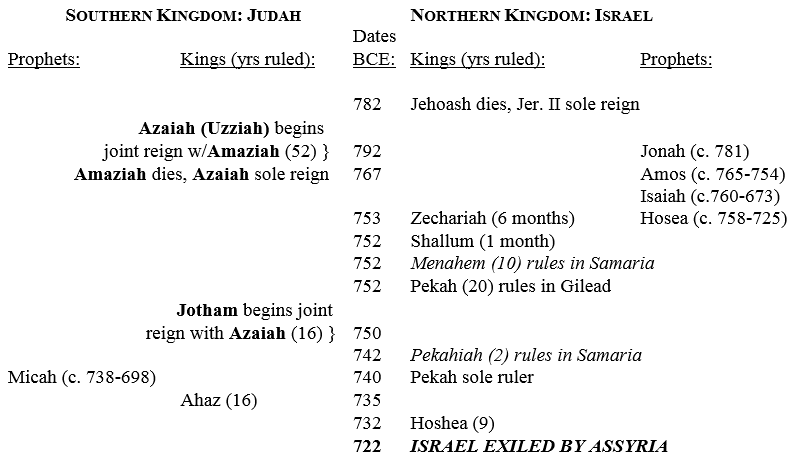 SOUTHERN KINGDOM: JUDAH NORTHERN KINGDOM: ISRAEL
Dates
Prophets: Kings (yrs ruled): BCE: Kings (yrs ruled): Prophets:
782 Jehoash dies, Jer. II sole reign
Azaiah (Uzziah) begins
joint reign w/Amaziah (52) } 792 Jonah (c. 781)
Amaziah dies, Azaiah sole reign 767 Amos (c. 765-754)
Isaiah (c.760-673)
753 Zechariah (6 months) Hosea (c. 758-725)
752 Shallum (1 month)
752 Menahem (10) rules in Samaria
752 Pekah (20) rules in Gilead
Jotham begins joint
reign with Azaiah (16) } 750
742 Pekahiah (2) rules in Samaria
Micah (c. 738-698) 740 Pekah sole ruler
Ahaz (16) 735
732 Hoshea (9)
722 ISRAEL EXILED BY ASSYRIA